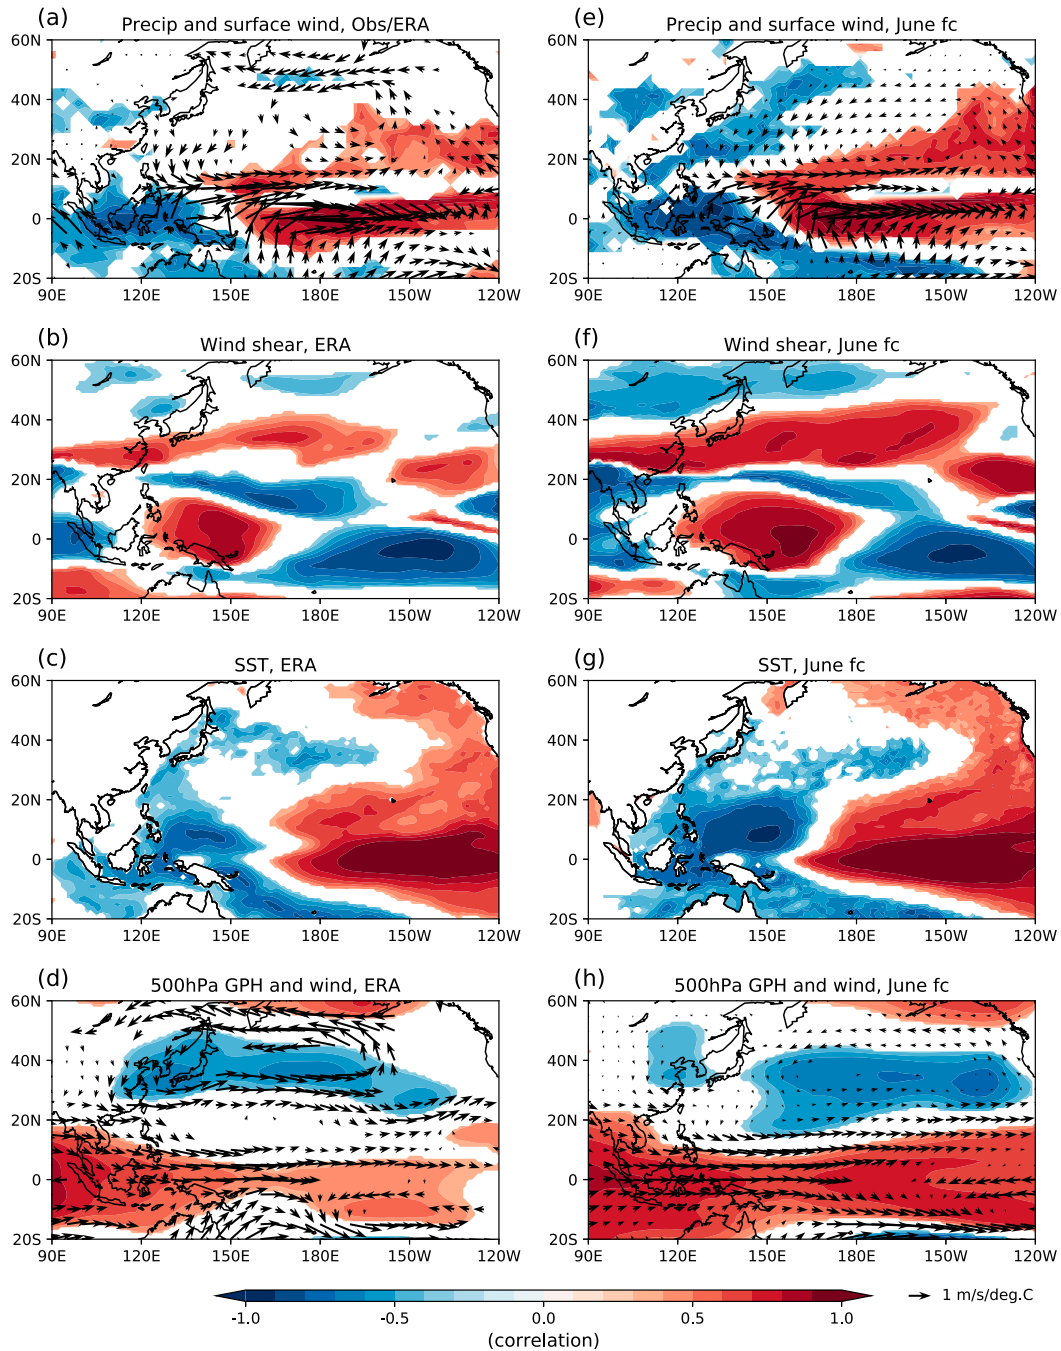 (a) Precip and surface wind, Obs/ERA
60N
40N
20N
0
20S
90E 120E 150E 180E 150W 120W
(e) Precip and surface wind, June fc
60N
40N
20N
0
20S
90E 120E 150E 180E 150W 120W
(b) Wind shear, ERA
60N
40N
20N
0
20S
90E 120E 150E 180E 150W 120W
(f) Wind shear, June fc
60N
40N
20N
0
20S
90E 120E 150E 180E 150W 120W
(c) SST, ERA
60N
40N
20N
0
20S
90E 120E 150E 180E 150W 120W
(g) SST, June fc
60N
40N
20N
0
20S
90E 120E 150E 180E 150W 120W
(d) 500hPa GPH and wind, ERA
60N
40N
20N
0
20S
90E 120E 150E 180E 150W 120W
(h) 500hPa GPH and wind, June fc
60N
40N
20N
0
20S
90E 120E 150E 180E 150W 120W
-1.0 -0.5 0.0 0.5 1.0
(correlation)
1 m/s/deg.C